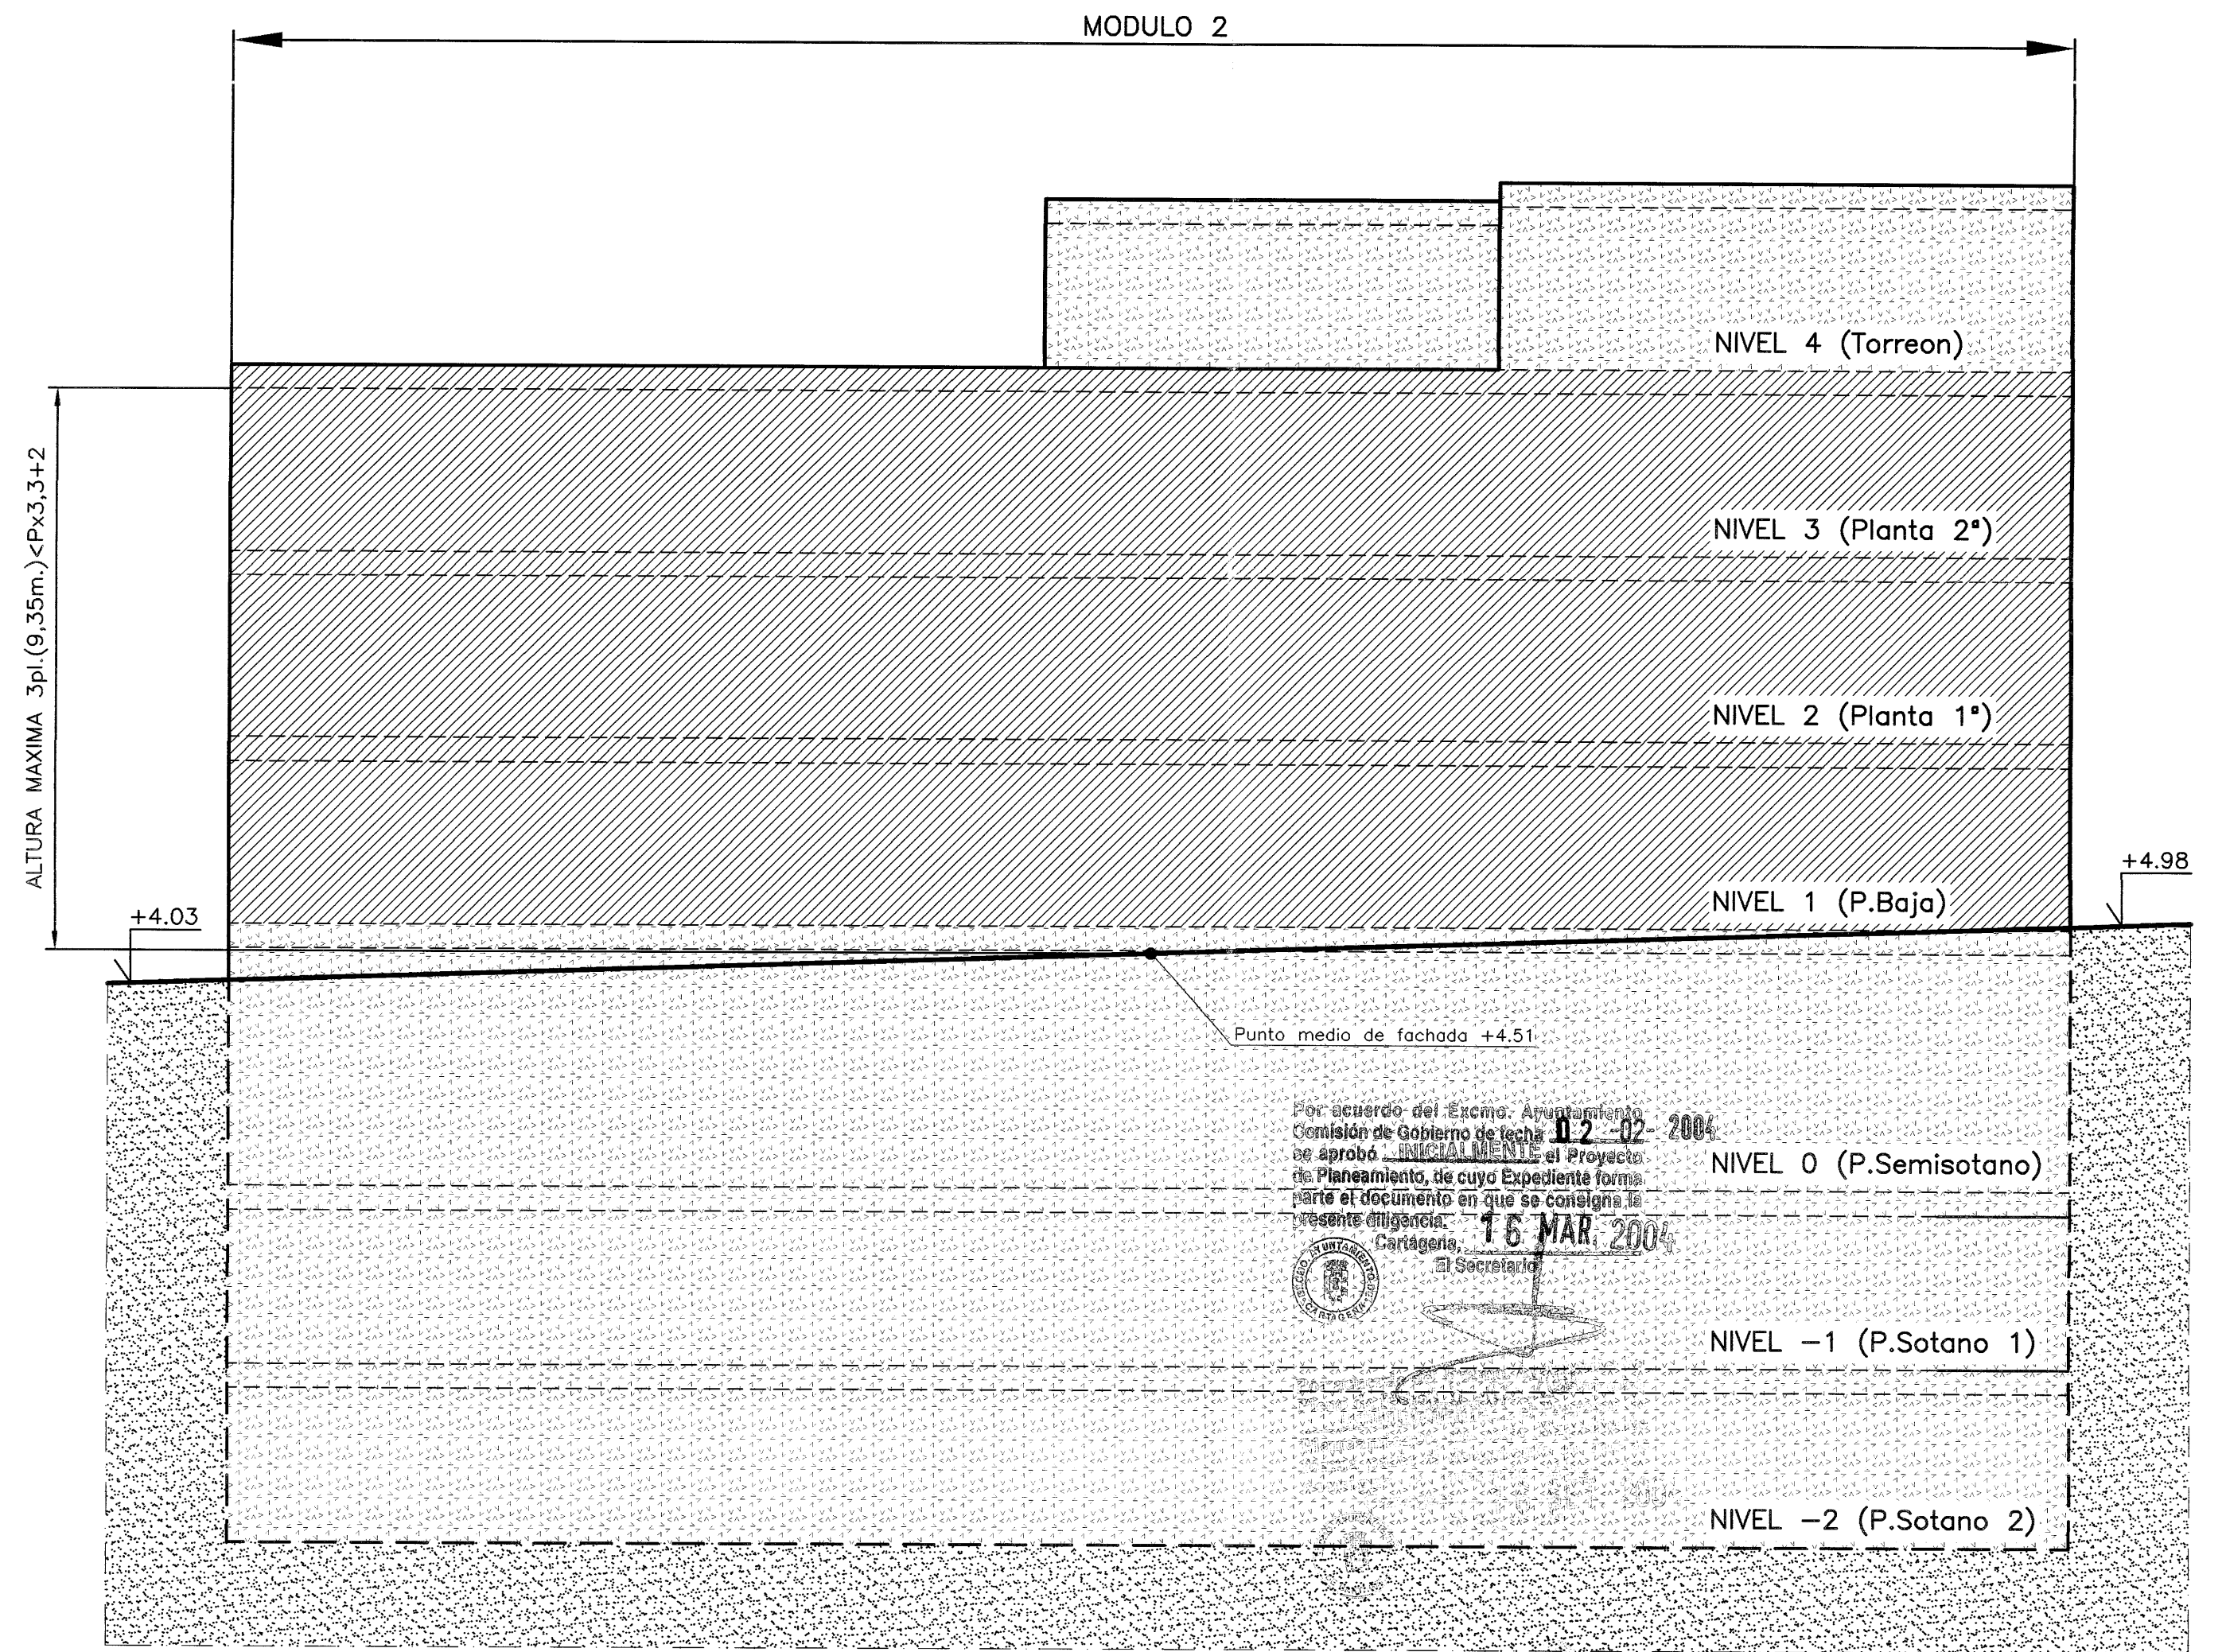 MODULO 2
NIVEL 4 (Torreon)
ALTURA MAXIMA 3pl.(9,35m.)<Px3,3+2
NIVEL 3 (Planta 2ª)
NIVEL 2 (Planta 1ª)
NIVEL 1 (P.Baja)
+4.03
+4.98
Punto medio de fachada +4.51
Por acuerdo del Excmo. Ayuntamiento
Comisión de Gobierno de fecha 02-02-2004
se aprobó INICIALMENTE el Proyecto
de Planeamiento, de cuyo Expediente forma
parte el documento en que se consigna la
presente diligencia.
Cartagena, 16 MAR. 2004
El Secretario
AYUNTAMIENTO
CARTAGENA
NIVEL 0 (P.Semisotano)
NIVEL -1 (P.Sotano 1)
NIVEL -2 (P.Sotano 2)